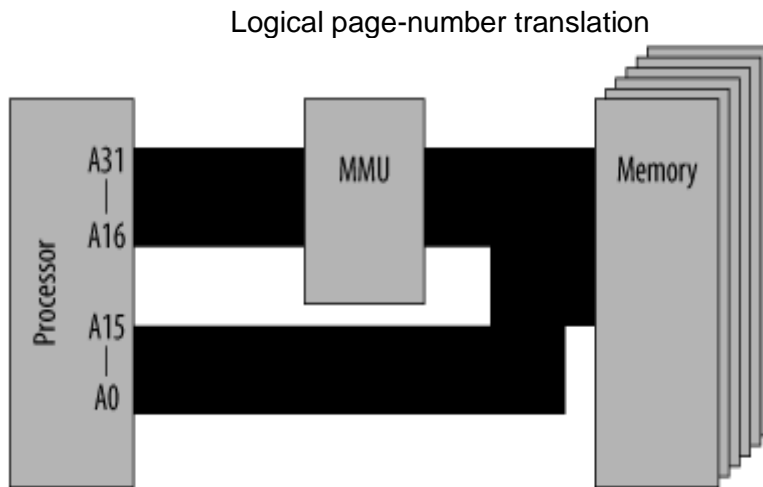 Logical page-number translation
Processor
A31
A16
A15
A0
MMU
Memory